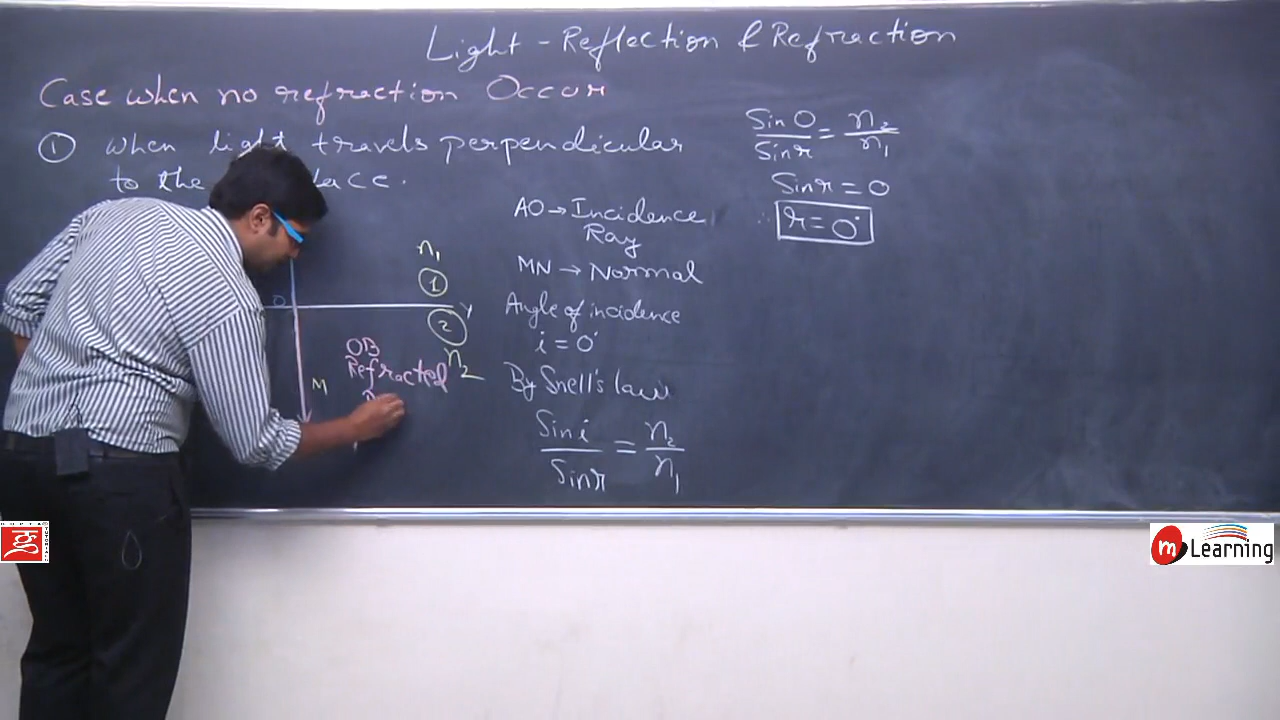 Light - Reflection & Refraction
Case when no refraction Occur
① when light travels perpendicular
to the
n₁
①
O
Y
②
n₂
OB
Refracted
M
AO → Incidence
Ray
MN → Normal
Angle of incidence
i = 0°
By Snell's law
Sin i / Sin r = n₂ / n₁
Sin 0 / Sin r = n₂ / n₁
Sin r = 0
∴ r = 0°
m Learning